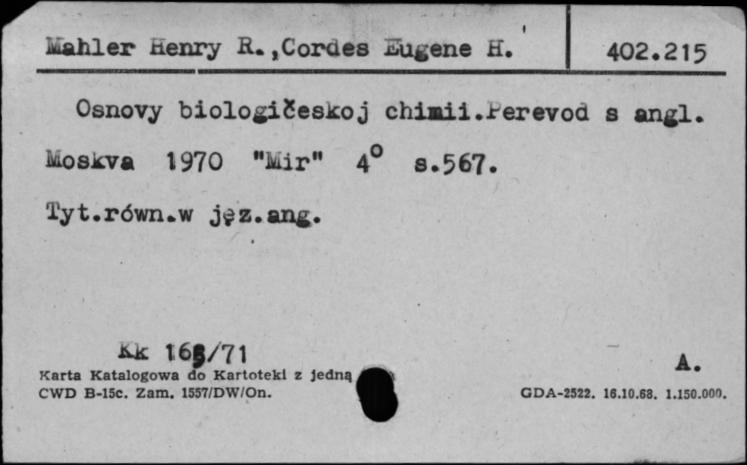 Mahler Henry R.,Cordes Eugene H. 402.215
Osnovy biologičeskoj chimii.Perevod s angl.
Moskva 1970 "Mir" 4° s.567.
Tyt.równ.w jęz.ang.
Kk /71
A.
Karta Katalogowa do Kartoteki z jedną
CWD B-15c. Zam. 1557/DW/On.
GDA-2522. 16.10.68. 1.150.000.